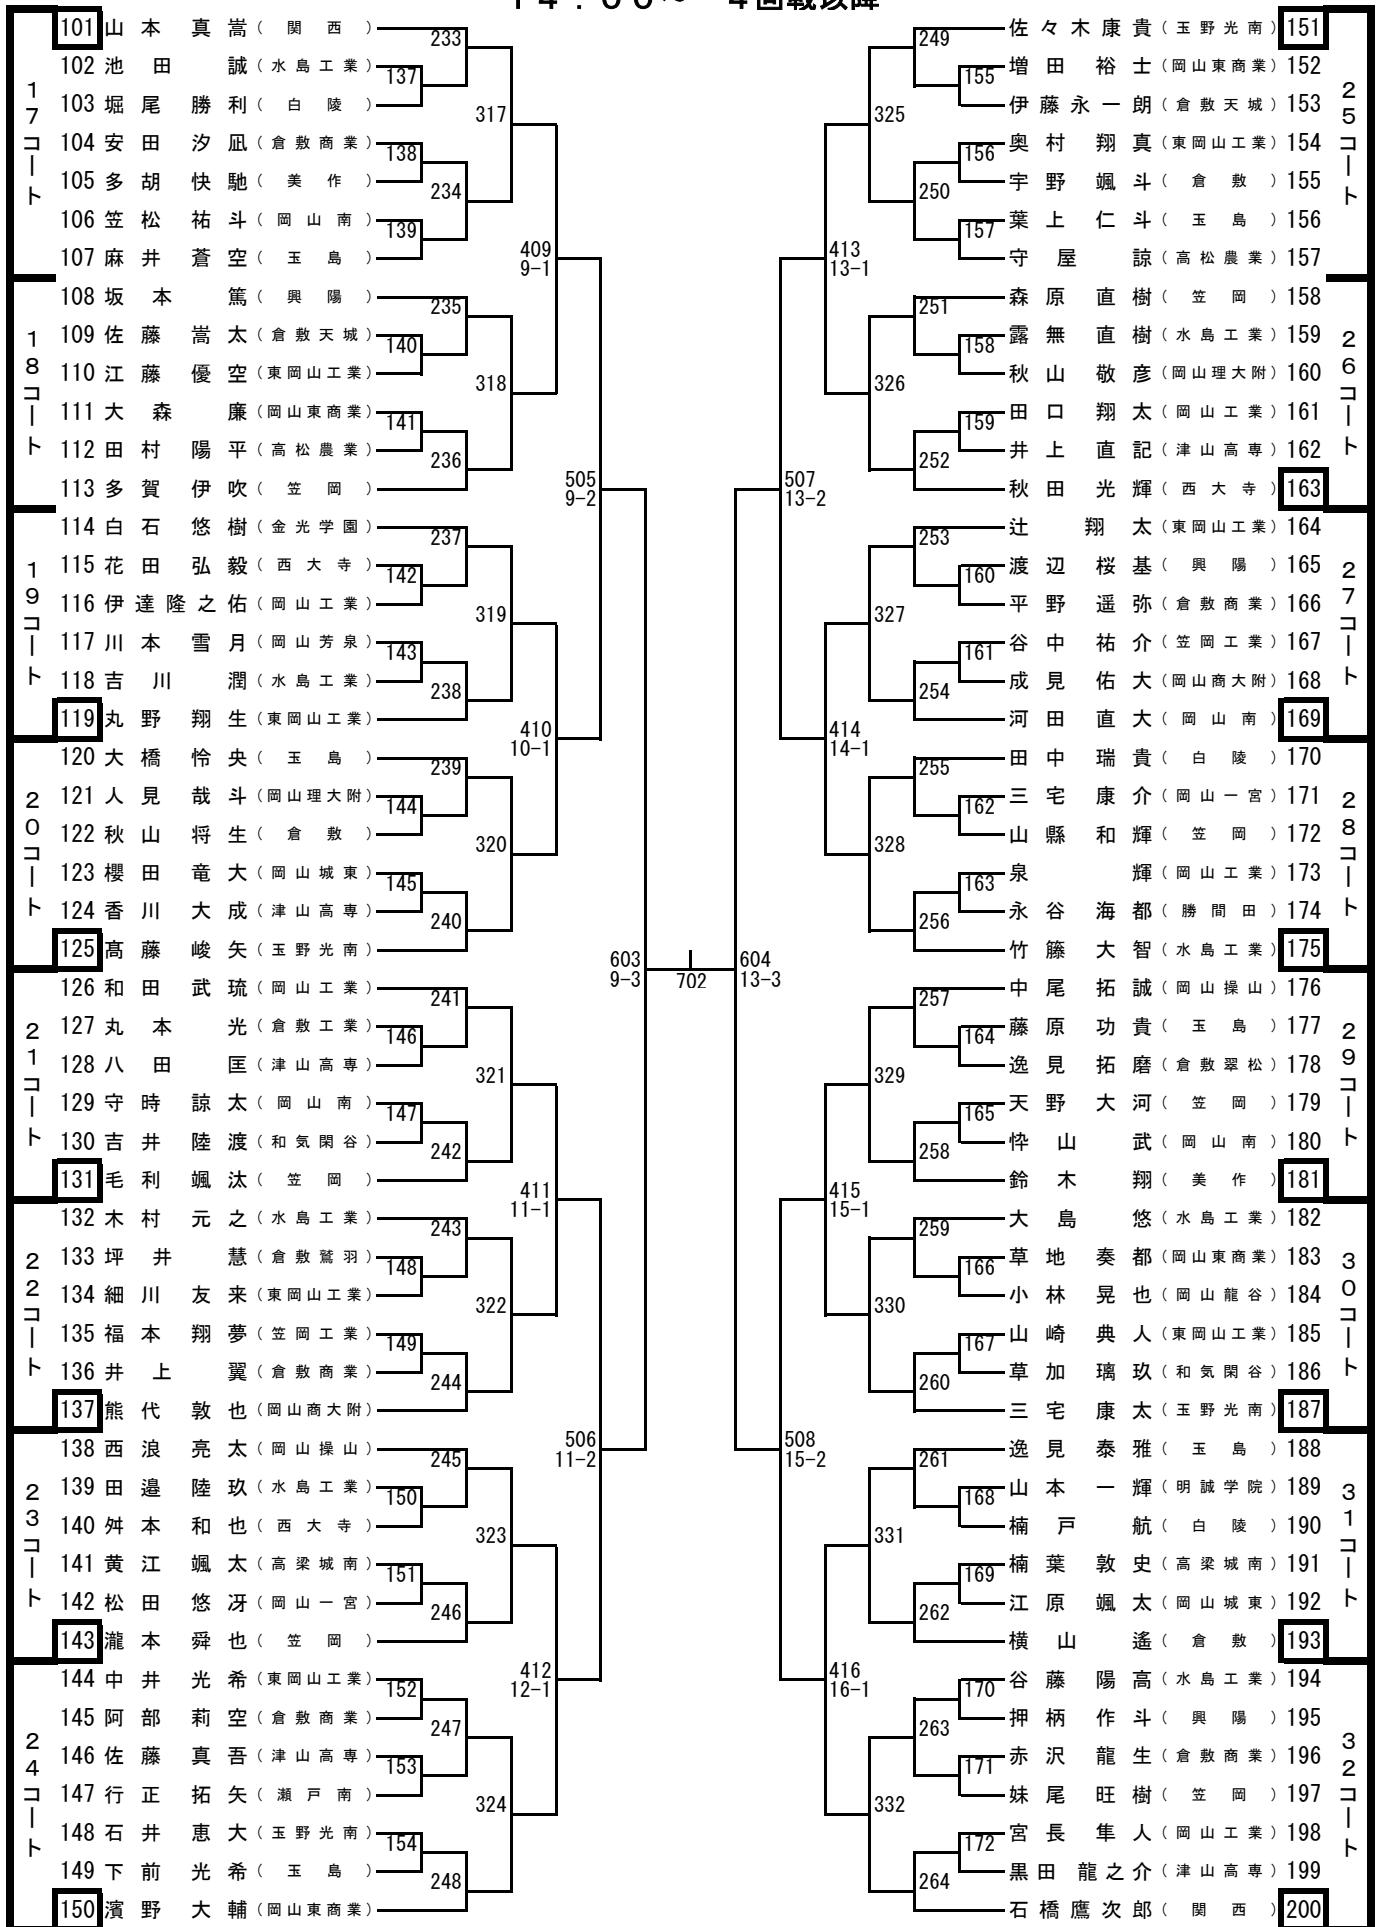 101 山本 真嵩 (関西)
102 池田 誠 (水島工業)
103 堀尾 勝利 (白陵)
104 安田 汐凪 (倉敷商業)
105 多胡 快馳 (美作)
106 笠松 祐斗 (岡山南)
107 麻井 蒼空 (玉島)
17コート
108 坂本 篤 (興陽)
109 佐藤 嵩太 (倉敷天城)
110 江藤 優空 (東岡山工業)
111 大森 廉 (岡山東商業)
112 田村 陽平 (高松農業)
113 多賀 伊吹 (笠岡)
18コート
114 白石 悠樹 (金光学園)
115 花田 弘毅 (西大寺)
116 伊達 隆之佑 (岡山工業)
117 川本 雪月 (岡山芳泉)
118 吉川 潤 (水島工業)
119 丸野 翔生 (東岡山工業)
19コート
120 大橋 怜央 (玉島)
121 人見 哉斗 (岡山理大附)
122 秋山 将生 (倉敷)
123 櫻田 竜大 (岡山城東)
124 香川 大成 (津山高専)
125 髙藤 峻矢 (玉野光南)
20コート
126 和田 武琉 (岡山工業)
127 丸本 光 (倉敷工業)
128 八田 匡 (津山高専)
129 守時 諒太 (岡山南)
130 吉井 陸渡 (和気閑谷)
131 毛利 颯汰 (笠岡)
21コート
132 木村 元之 (水島工業)
133 坪井 慧 (倉敷鷲羽)
134 細川 友来 (東岡山工業)
135 福本 翔夢 (笠岡工業)
136 井上 翼 (倉敷商業)
137 熊代 敦也 (岡山商大附)
22コート
138 西浪 亮太 (岡山操山)
139 田邉 陸玖 (水島工業)
140 舛本 和也 (西大寺)
141 黄江 颯太 (高梁城南)
142 松田 悠冴 (岡山一宮)
143 瀧本 舜也 (笠岡)
23コート
144 中井 光希 (東岡山工業)
145 阿部 莉空 (倉敷商業)
146 佐藤 真吾 (津山高専)
147 行正 拓矢 (瀬戸南)
148 石井 恵大 (玉野光南)
149 下前 光希 (玉島)
150 濱野 大輔 (岡山東商業)
24コート
137
138
139
140
141
142
143
144
145
146
147
148
149
150
151
152
153
154
233
234
235
236
237
238
239
240
241
242
243
244
245
246
247
248
317
318
319
320
321
322
323
324
409
9-1
410
10-1
411
11-1
412
12-1
505
9-2
506
11-2
603
9-3
702
604
13-3
507
13-2
508
15-2
413
13-1
414
14-1
415
15-1
416
16-1
325
326
327
328
329
330
331
332
249
250
251
252
253
254
255
256
257
258
259
260
261
262
263
264
155
156
157
158
159
160
161
162
163
164
165
166
167
168
169
170
171
172
佐々木 康貴 (玉野光南) 151
増田 裕士 (岡山東商業) 152
伊藤 永一朗 (倉敷天城) 153
奥村 翔真 (東岡山工業) 154
宇野 颯斗 (倉敷) 155
葉上 仁斗 (玉島) 156
守屋 諒 (高松農業) 157
25コート
森原 直樹 (笠岡) 158
露無 直樹 (水島工業) 159
秋山 敬彦 (岡山理大附) 160
田口 翔太 (岡山工業) 161
井上 直記 (津山高専) 162
秋田 光輝 (西大寺) 163
26コート
辻 翔太 (東岡山工業) 164
渡辺 桜基 (興陽) 165
平野 遥弥 (倉敷商業) 166
谷中 祐介 (笠岡工業) 167
成見 佑大 (岡山商大附) 168
河田 直大 (岡山南) 169
27コート
田中 瑞貴 (白陵) 170
三宅 康介 (岡山一宮) 171
山縣 和輝 (笠岡) 172
泉 輝 (岡山工業) 173
永谷 海都 (勝間田) 174
竹籐 大智 (水島工業) 175
28コート
中尾 拓誠 (岡山操山) 176
藤原 功貴 (玉島) 177
逸見 拓磨 (倉敷翠松) 178
天野 大河 (笠岡) 179
忰山 武 (岡山南) 180
鈴木 翔 (美作) 181
29コート
大島 悠 (水島工業) 182
草地 奏都 (岡山東商業) 183
小林 晃也 (岡山龍谷) 184
山崎 典人 (東岡山工業) 185
草加 璃玖 (和気閑谷) 186
三宅 康太 (玉野光南) 187
30コート
逸見 泰雅 (玉島) 188
山本 一輝 (明誠学院) 189
楠戸 航 (白陵) 190
楠葉 敦史 (高梁城南) 191
江原 颯太 (岡山城東) 192
横山 遙 (倉敷) 193
31コート
谷藤 陽高 (水島工業) 194
押柄 作斗 (興陽) 195
赤沢 龍生 (倉敷商業) 196
妹尾 旺樹 (笠岡) 197
宮長 隼人 (岡山工業) 198
黒田 龍之介 (津山高専) 199
石橋 鷹次郎 (関西) 200
32コート